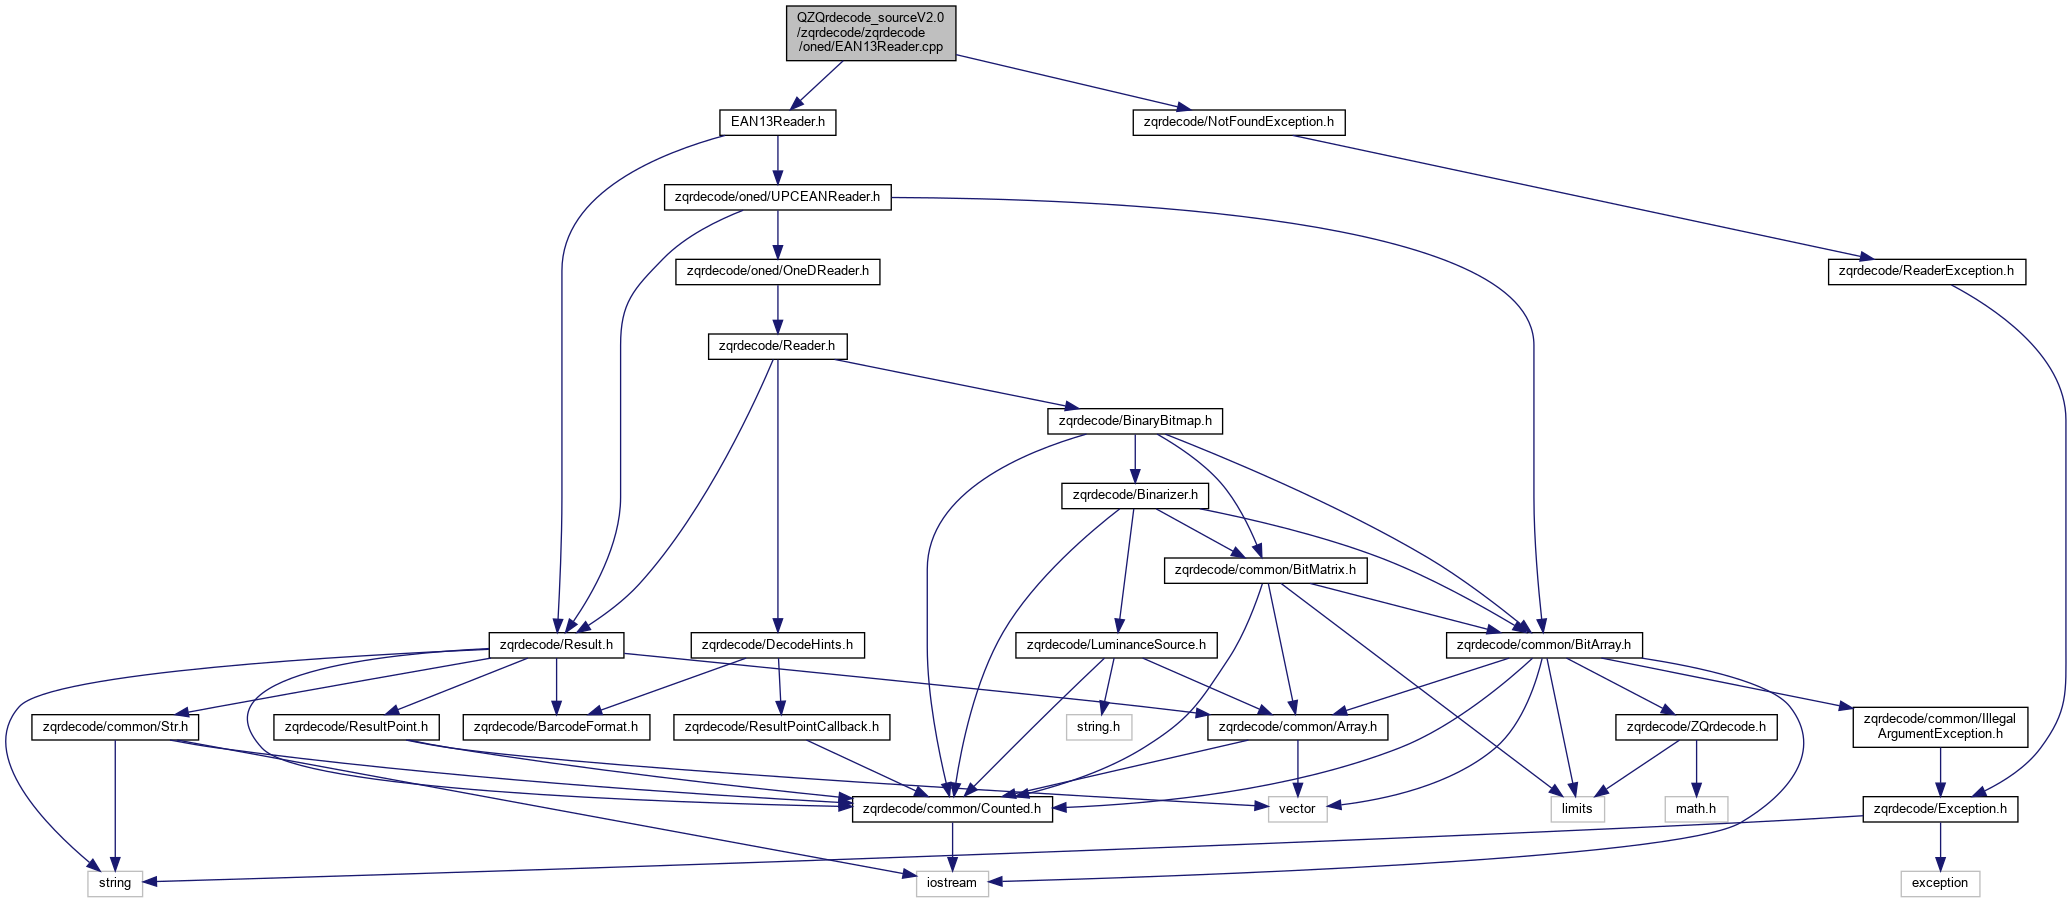 QZQrdecode_sourceV2.0
/zqrdecode/zqrdecode
/oned/EAN13Reader.cpp
EAN13Reader.h
zqrdecode/NotFoundException.h
zqrdecode/oned/UPCEANReader.h
zqrdecode/oned/OneDReader.h
zqrdecode/ReaderException.h
zqrdecode/Reader.h
zqrdecode/BinaryBitmap.h
zqrdecode/Binarizer.h
zqrdecode/common/BitMatrix.h
zqrdecode/Result.h
zqrdecode/DecodeHints.h
zqrdecode/LuminanceSource.h
zqrdecode/common/BitArray.h
zqrdecode/common/Str.h
zqrdecode/ResultPoint.h
zqrdecode/BarcodeFormat.h
zqrdecode/ResultPointCallback.h
string.h
zqrdecode/common/Array.h
zqrdecode/ZQrdecode.h
zqrdecode/common/Illegal
ArgumentException.h
zqrdecode/common/Counted.h
vector
limits
math.h
zqrdecode/Exception.h
string
iostream
exception